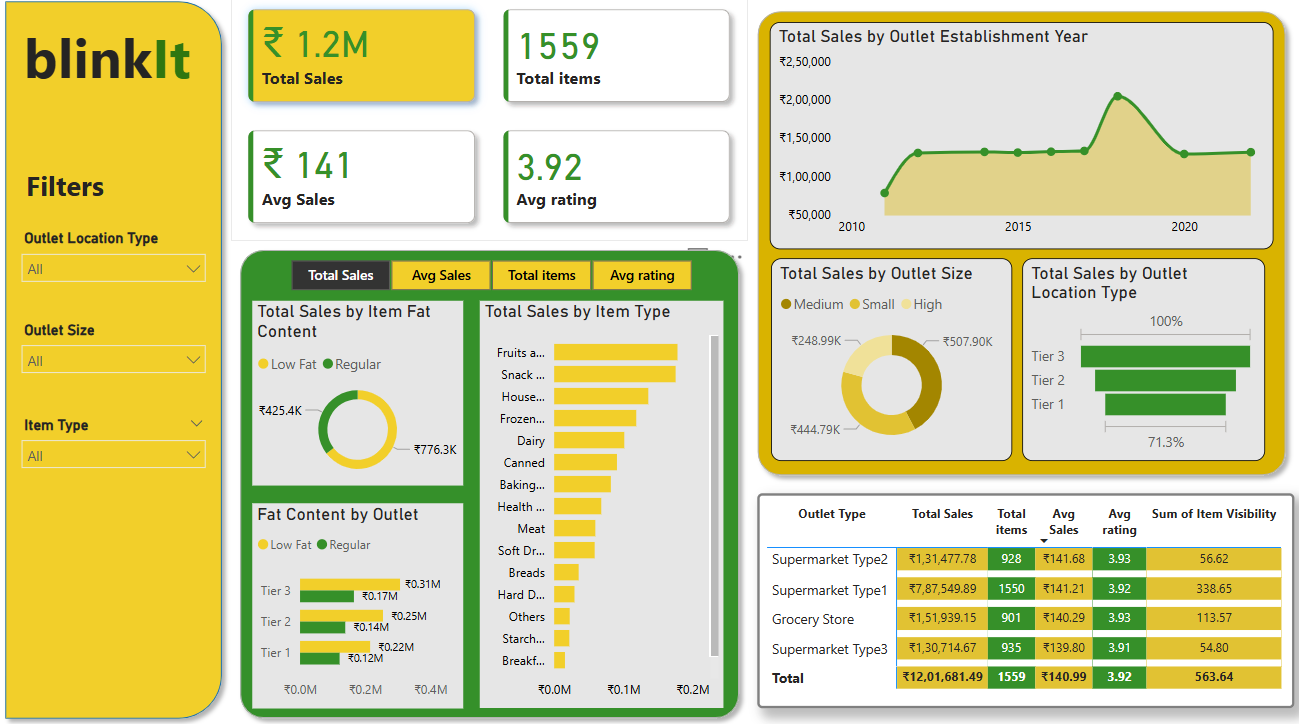 blinkIt
Filters
Outlet Location Type
All
Outlet Size
All
Item Type
All
₹ 1.2M
Total Sales
1559
Total items
₹ 141
Avg Sales
3.92
Avg rating
Total Sales
Avg Sales
Total items
Avg rating
Total Sales by Item Fat
Content
Low Fat
Regular
₹425.4K
₹776.3K
Fat Content by Outlet
Low Fat
Regular
Tier 3
₹0.31M
₹0.17M
Tier 2
₹0.25M
₹0.14M
Tier 1
₹0.22M
₹0.12M
₹0.0M ₹0.2M ₹0.4M
Total Sales by Item Type
Fruits a...
Snack ...
House...
Frozen...
Dairy
Canned
Baking...
Health ...
Meat
Soft Dr...
Breads
Hard D...
Others
Starch...
Breakf...
₹0.0M ₹0.1M ₹0.2M
Total Sales by Outlet Establishment Year
₹2,50,000
₹2,00,000
₹1,50,000
₹1,00,000
₹50,000
2010 2015 2020
Total Sales by Outlet Size
Medium Small High
₹248.99K
₹507.90K
₹444.79K
Total Sales by Outlet
Location Type
100%
Tier 3
Tier 2
Tier 1
71.3%
Outlet Type Total Sales Total items Avg Sales Avg rating Sum of Item Visibility
Supermarket Type2 ₹1,31,477.78 928 ₹141.68 3.93 56.62
Supermarket Type1 ₹7,87,549.89 1550 ₹141.21 3.92 338.65
Grocery Store ₹1,51,939.15 901 ₹140.29 3.93 113.57
Supermarket Type3 ₹1,30,714.67 935 ₹139.80 3.91 54.80
Total ₹12,01,681.49 1559 ₹140.99 3.92 563.64